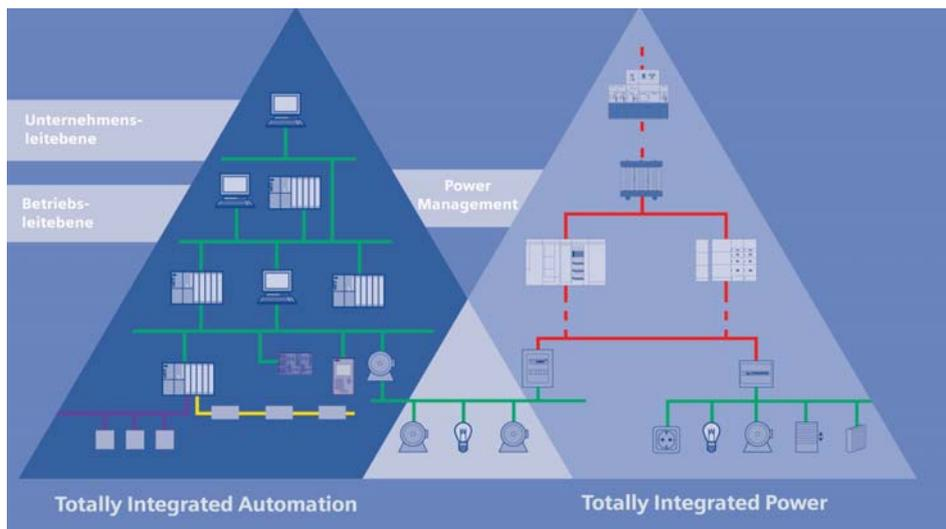 Unternehmens-
leitebene
Betriebs-
leitebene
Power
Management
Totally Integrated Automation
Totally Integrated Power